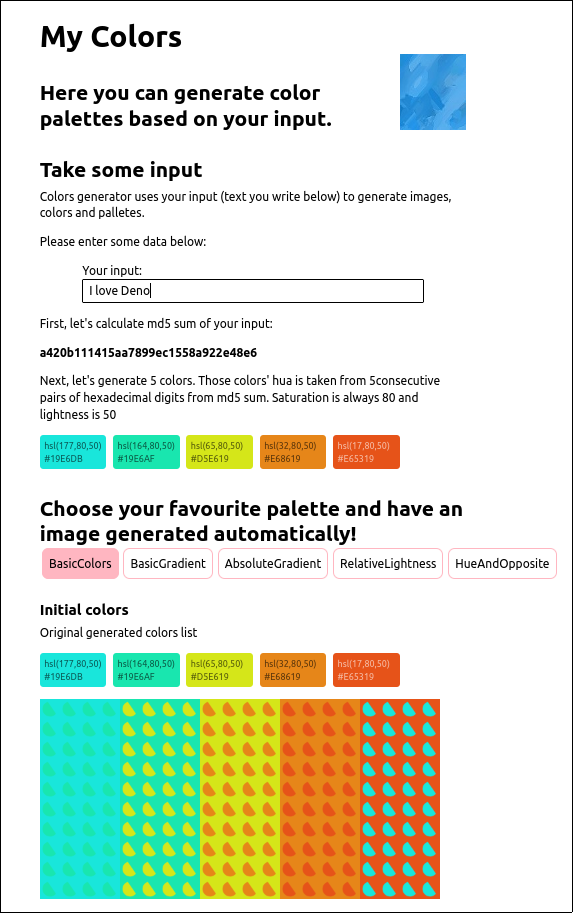 My Colors
Here you can generate color
palettes based on your input.
Take some input
Colors generator uses your input (text you write below) to generate images,
colors and palletes.
Please enter some data below:
Your input:
I love Deno
First, let's calculate md5 sum of your input:
a420b111415aa7899ec1558a922e48e6
Next, let's generate 5 colors. Those colors' hua is taken from 5consecutive
pairs of hexadecimal digits from md5 sum. Saturation is always 80 and
lightness is 50
hsl(177,80,50) hsl(164,80,50) hsl(65,80,50) hsl(32,80,50) hsl(17,80,50)
#19E6DB #19E6AF #D5E619 #E68619 #E65319
Choose your favourite palette and have an
image generated automatically!
BasicColors BasicGradient AbsoluteGradient RelativeLightness HueAndOpposite
Initial colors
Original generated colors list
hsl(177,80,50) hsl(164,80,50) hsl(65,80,50) hsl(32,80,50) hsl(17,80,50)
#19E6DB #19E6AF #D5E619 #E68619 #E65319